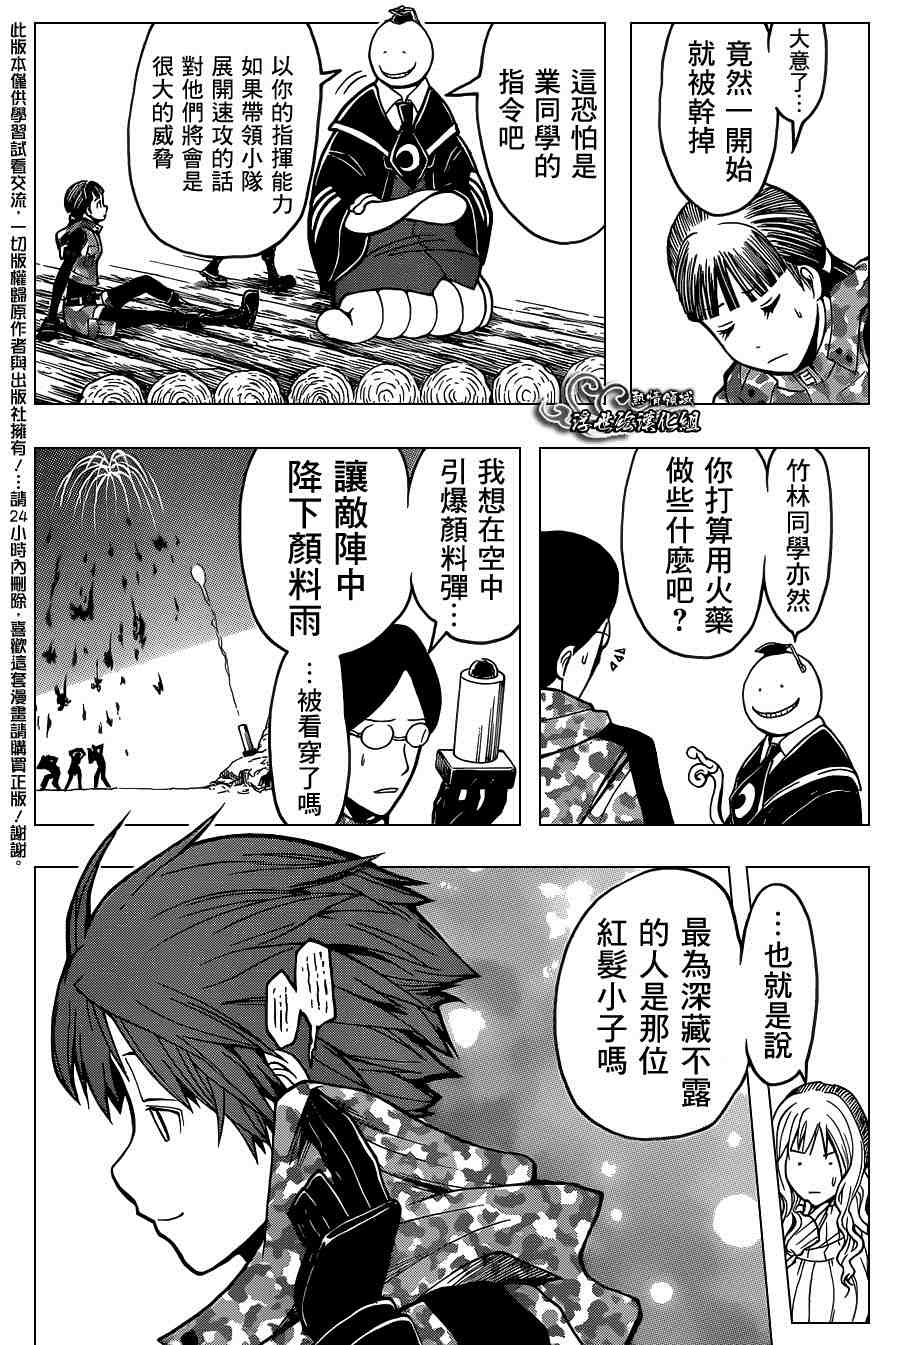 大意了…
竟然一開始
就被幹掉
這恐怕是
業同學的
指令吧
以你的指揮能力
如果帶領小隊
展開速攻的話
對他們將會是
很大的威脅
熱情領域
浮世绘漢化組
竹林同學亦然
你打算用火藥
做些什麼吧?
我想在空中
引爆顏料彈…
讓敵陣中
降下顏料雨
…被看穿了嗎
…也就是說
最為深藏不露
的人是那位
紅髮小子嗎
此版本僅供學習試看交流，一切版權歸原作者與出版社擁有！…請24小時內刪除，喜歡這套漫畫請購買正版！謝謝。